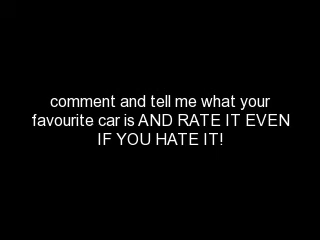 comment and tell me what your
favourite car is AND RATE IT EVEN
IF YOU HATE IT!